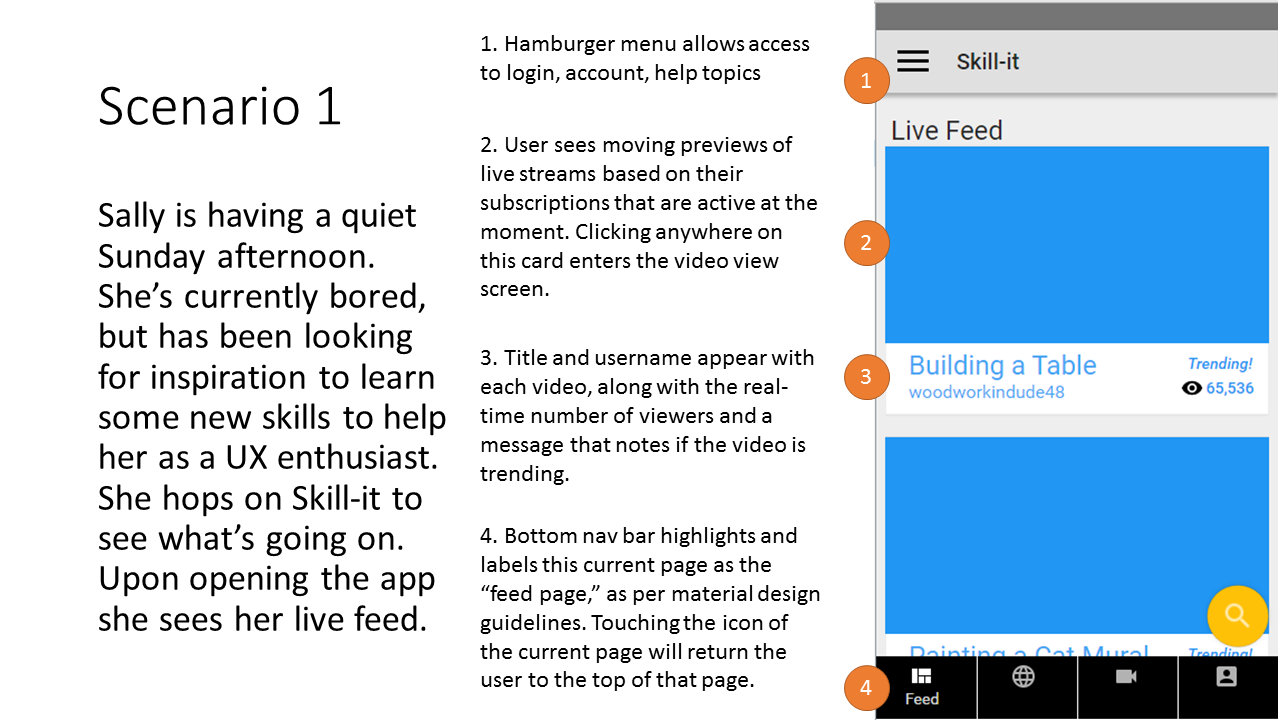 Scenario 1
Sally is having a quiet
Sunday afternoon.
She’s currently bored,
but has been looking
for inspiration to learn
some new skills to help
her as a UX enthusiast.
She hops on Skill-it to
see what’s going on.
Upon opening the app
she sees her live feed.
1. Hamburger menu allows access
to login, account, help topics
2. User sees moving previews of
live streams based on their
subscriptions that are active at the
moment. Clicking anywhere on
this card enters the video view
screen.
3. Title and username appear with
each video, along with the real-
time number of viewers and a
message that notes if the video is
trending.
4. Bottom nav bar highlights and
labels this current page as the
“feed page,” as per material design
guidelines. Touching the icon of
the current page will return the
user to the top of that page.
1
Skill-it
Live Feed
2
3
Building a Table
Trending!
woodworkindude48
65,536
Painting a Cat Mural
Trending!
4
Feed